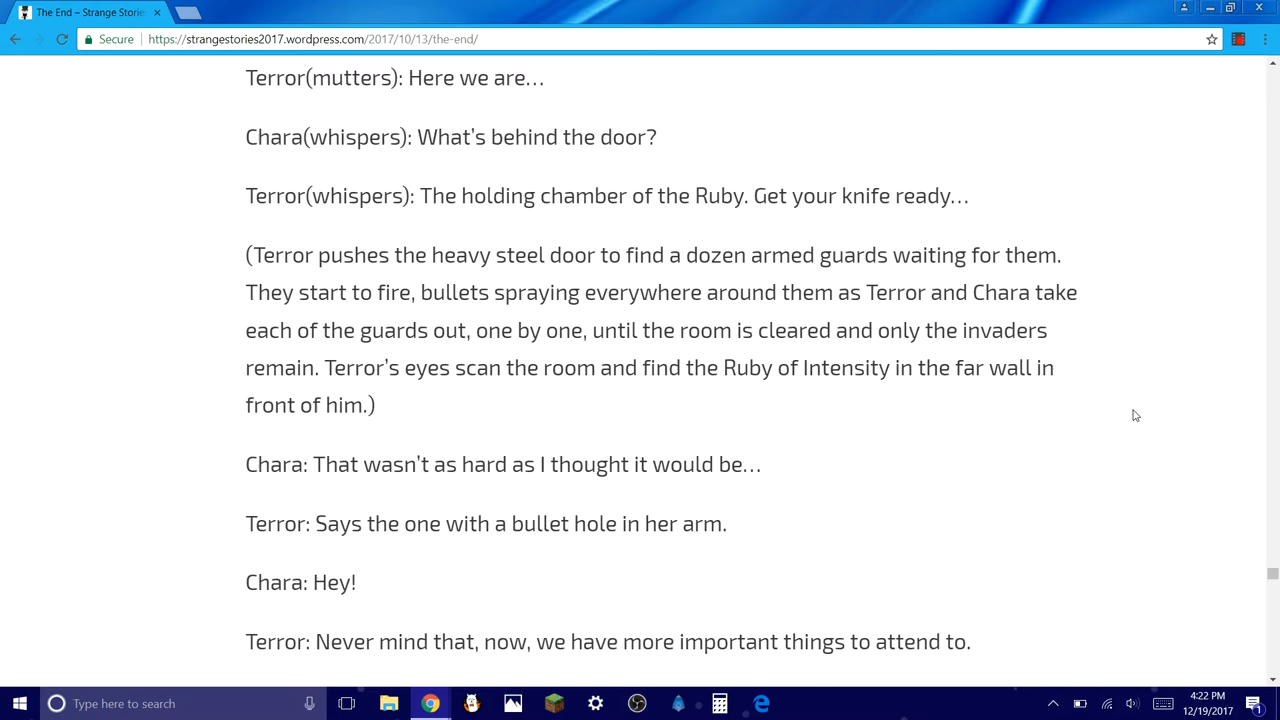 The End – Strange Storie
Secure
https://strangestories2017.wordpress.com/2017/10/13/the-end/
Terror(mutters): Here we are…
Chara(whispers): What’s behind the door?
Terror(whispers): The holding chamber of the Ruby. Get your knife ready…
(Terror pushes the heavy steel door to find a dozen armed guards waiting for them.
They start to fire, bullets spraying everywhere around them as Terror and Chara take
each of the guards out, one by one, until the room is cleared and only the invaders
remain. Terror’s eyes scan the room and find the Ruby of Intensity in the far wall in
front of him.)
Chara: That wasn’t as hard as I thought it would be…
Terror: Says the one with a bullet hole in her arm.
Chara: Hey!
Terror: Never mind that, now, we have more important things to attend to.
Type here to search
4:22 PM
12/19/2017
1